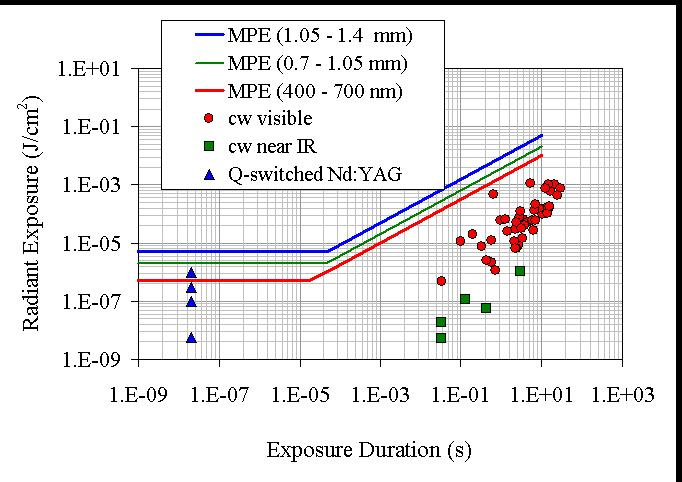 MPE (1.05 - 1.4 mm)
MPE (0.7 - 1.05 mm)
MPE (400 - 700 nm)
cw visible
cw near IR
Q-switched Nd:YAG
Radiant Exposure (J/cm²)
1.E+01
1.E-01
1.E-03
1.E-05
1.E-07
1.E-09
1.E-09 1.E-07 1.E-05 1.E-03 1.E-01 1.E+01 1.E+03
Exposure Duration (s)